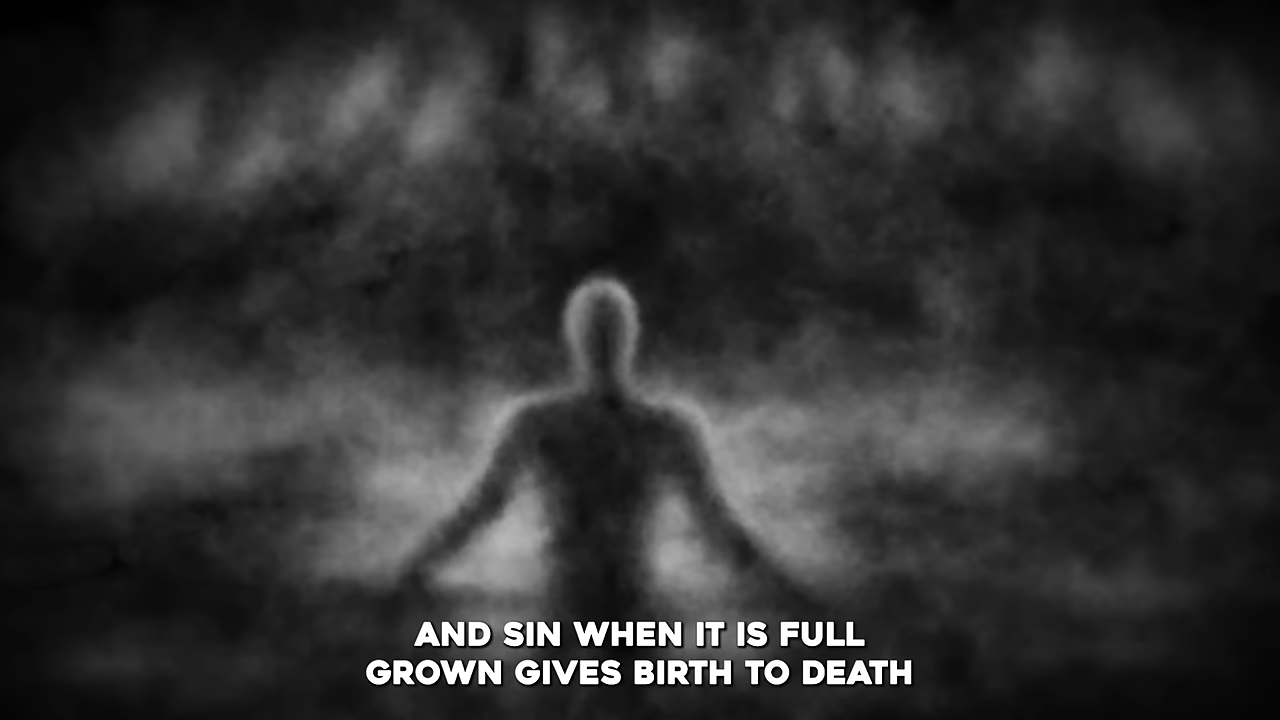 AND SIN WHEN IT IS FULL
GROWN GIVES BIRTH TO DEATH